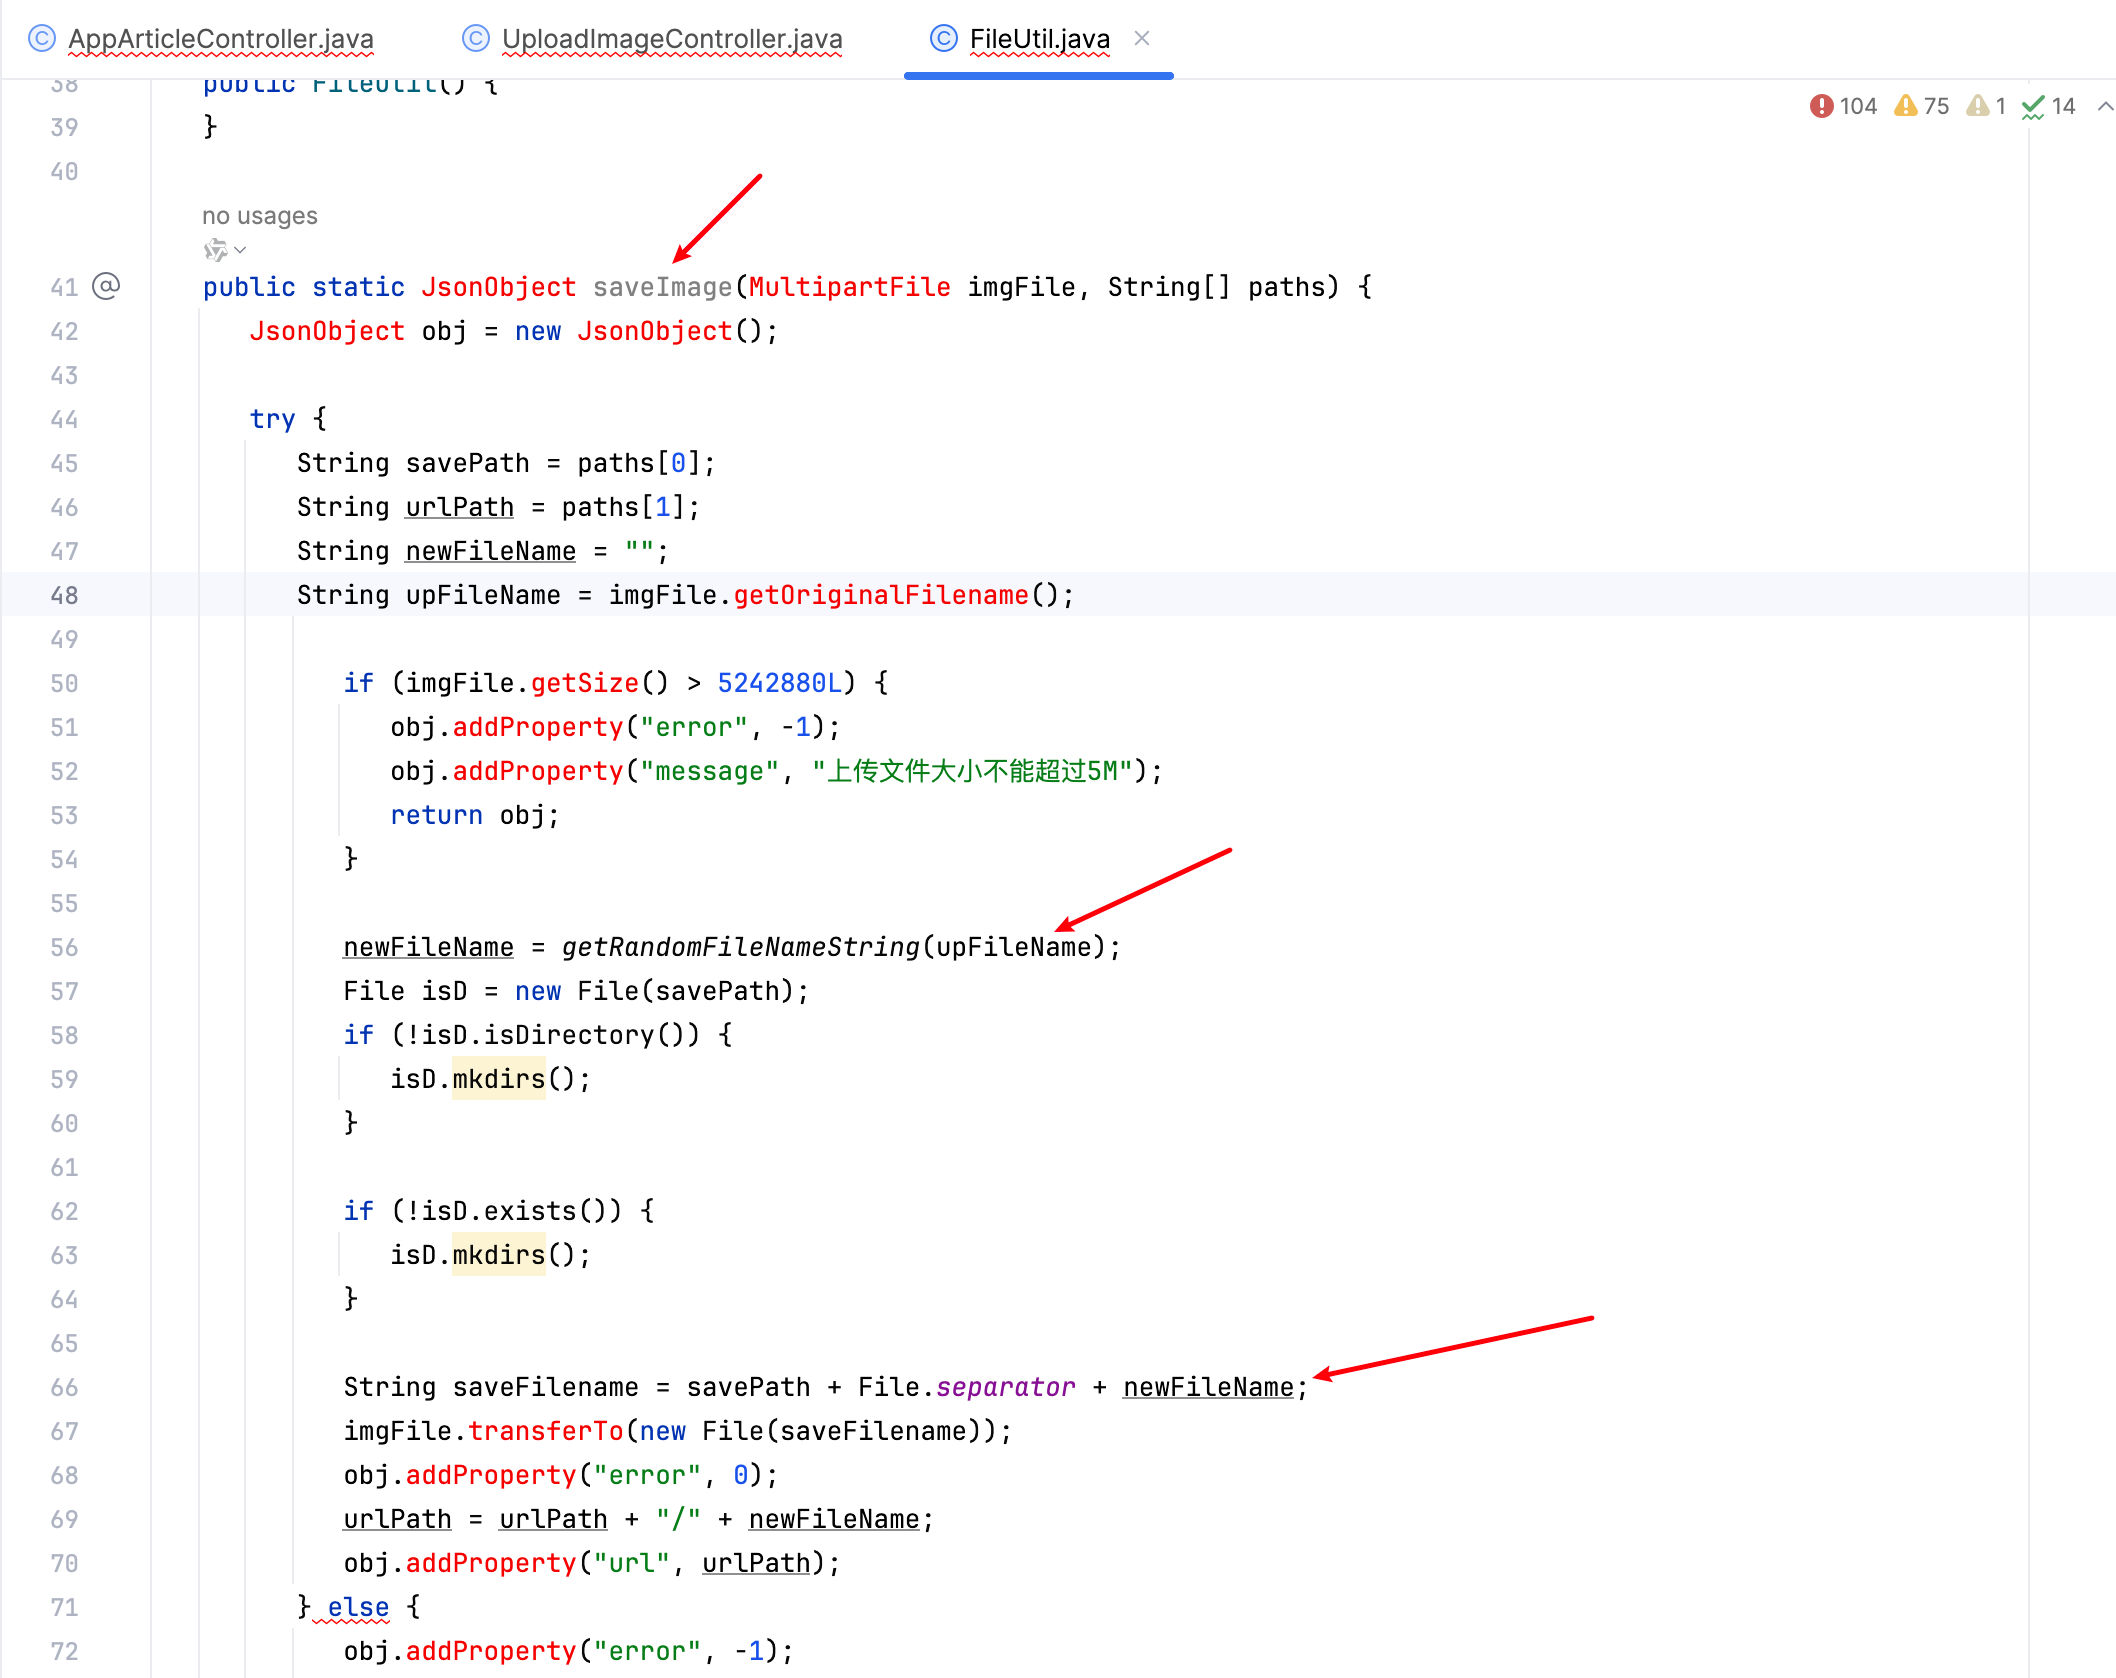 AppArticleController.java UploadImageController.java FileUtil.java
38 public FileUtil() {
104 75 1 14
39 }
40
no usages
41 @ public static JsonObject saveImage(MultipartFile imgFile, String[] paths) {
42 JsonObject obj = new JsonObject();
43
44 try {
45 String savePath = paths[0];
46 String urlPath = paths[1];
47 String newFileName = "";
48 String upFileName = imgFile.getOriginalFilename();
49
50 if (imgFile.getSize() > 5242880L) {
51 obj.addProperty("error", -1);
52 obj.addProperty("message", "上传文件大小不能超过5M");
53 return obj;
54 }
55
56 newFileName = getRandomFileNameString(upFileName);
57 File isD = new File(savePath);
58 if (!isD.isDirectory()) {
59 isD.mkdirs();
60 }
61
62 if (!isD.exists()) {
63 isD.mkdirs();
64 }
65
66 String saveFilename = savePath + File.separator + newFileName;
67 imgFile.transferTo(new File(saveFilename));
68 obj.addProperty("error", 0);
69 urlPath = urlPath + "/" + newFileName;
70 obj.addProperty("url", urlPath);
71 } else {
72 obj.addProperty("error", -1);